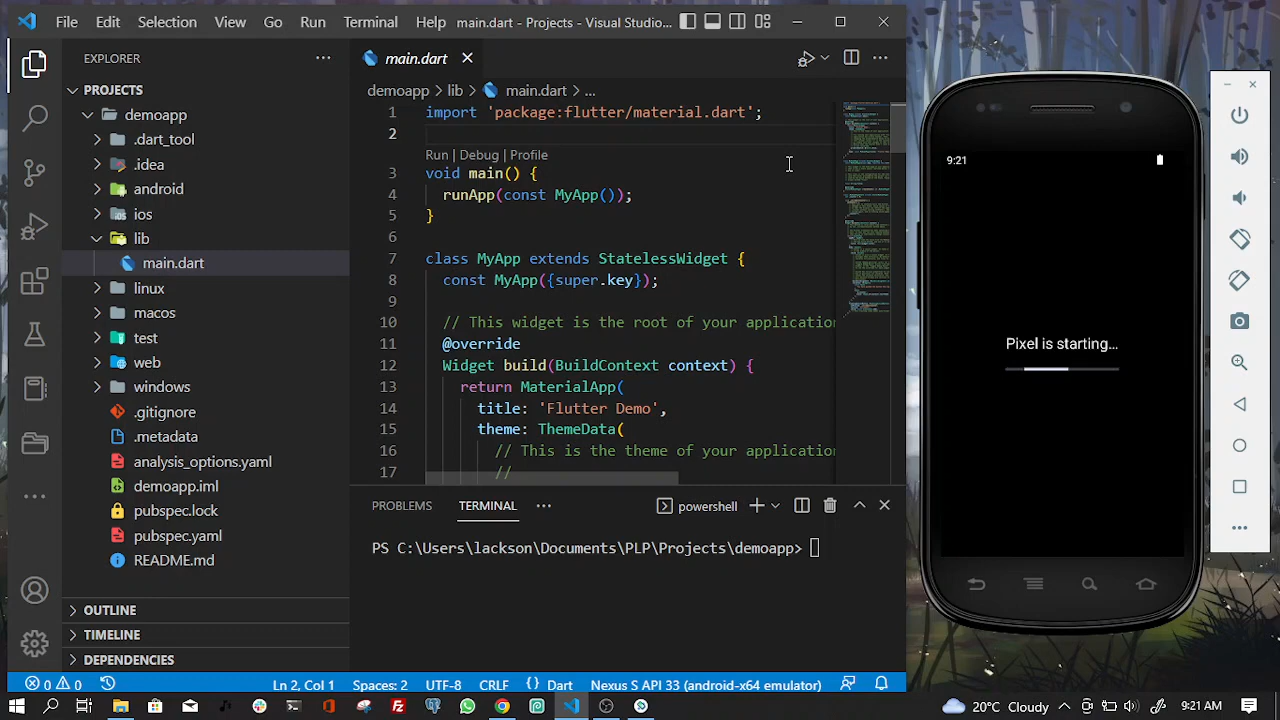 File Edit Selection View Go Run Terminal Help main.dart - Projects - Visual Studio...
EXPLORER
PROJECTS
demoapp
.dart_tool
.idea
android
ios
lib
main.dart
linux
macos
test
web
windows
.gitignore
.metadata
analysis_options.yaml
demoapp.iml
pubspec.lock
pubspec.yaml
README.md
OUTLINE
TIMELINE
DEPENDENCIES
main.dart
demoapp > lib > main.dart > ...
1 import 'package:flutter/material.dart';
2
Run | Debug | Profile
3 void main() {
4 runApp(const MyApp());
5 }
6
7 class MyApp extends StatelessWidget {
8 const MyApp({super.key});
9
10 // This widget is the root of your application
11 @override
12 Widget build(BuildContext context) {
13 return MaterialApp(
14 title: 'Flutter Demo',
15 theme: ThemeData(
16 // This is the theme of your application
17 //
PROBLEMS TERMINAL ... powershell
PS C:\Users\lackson\Documents\PLP\Projects\demoapp>
0 0 Ln 2, Col 1 Spaces: 2 UTF-8 CRLF {} Dart Nexus S API 33 (android-x64 emulator)
9:21
Pixel is starting...
20°C Cloudy 9:21 AM